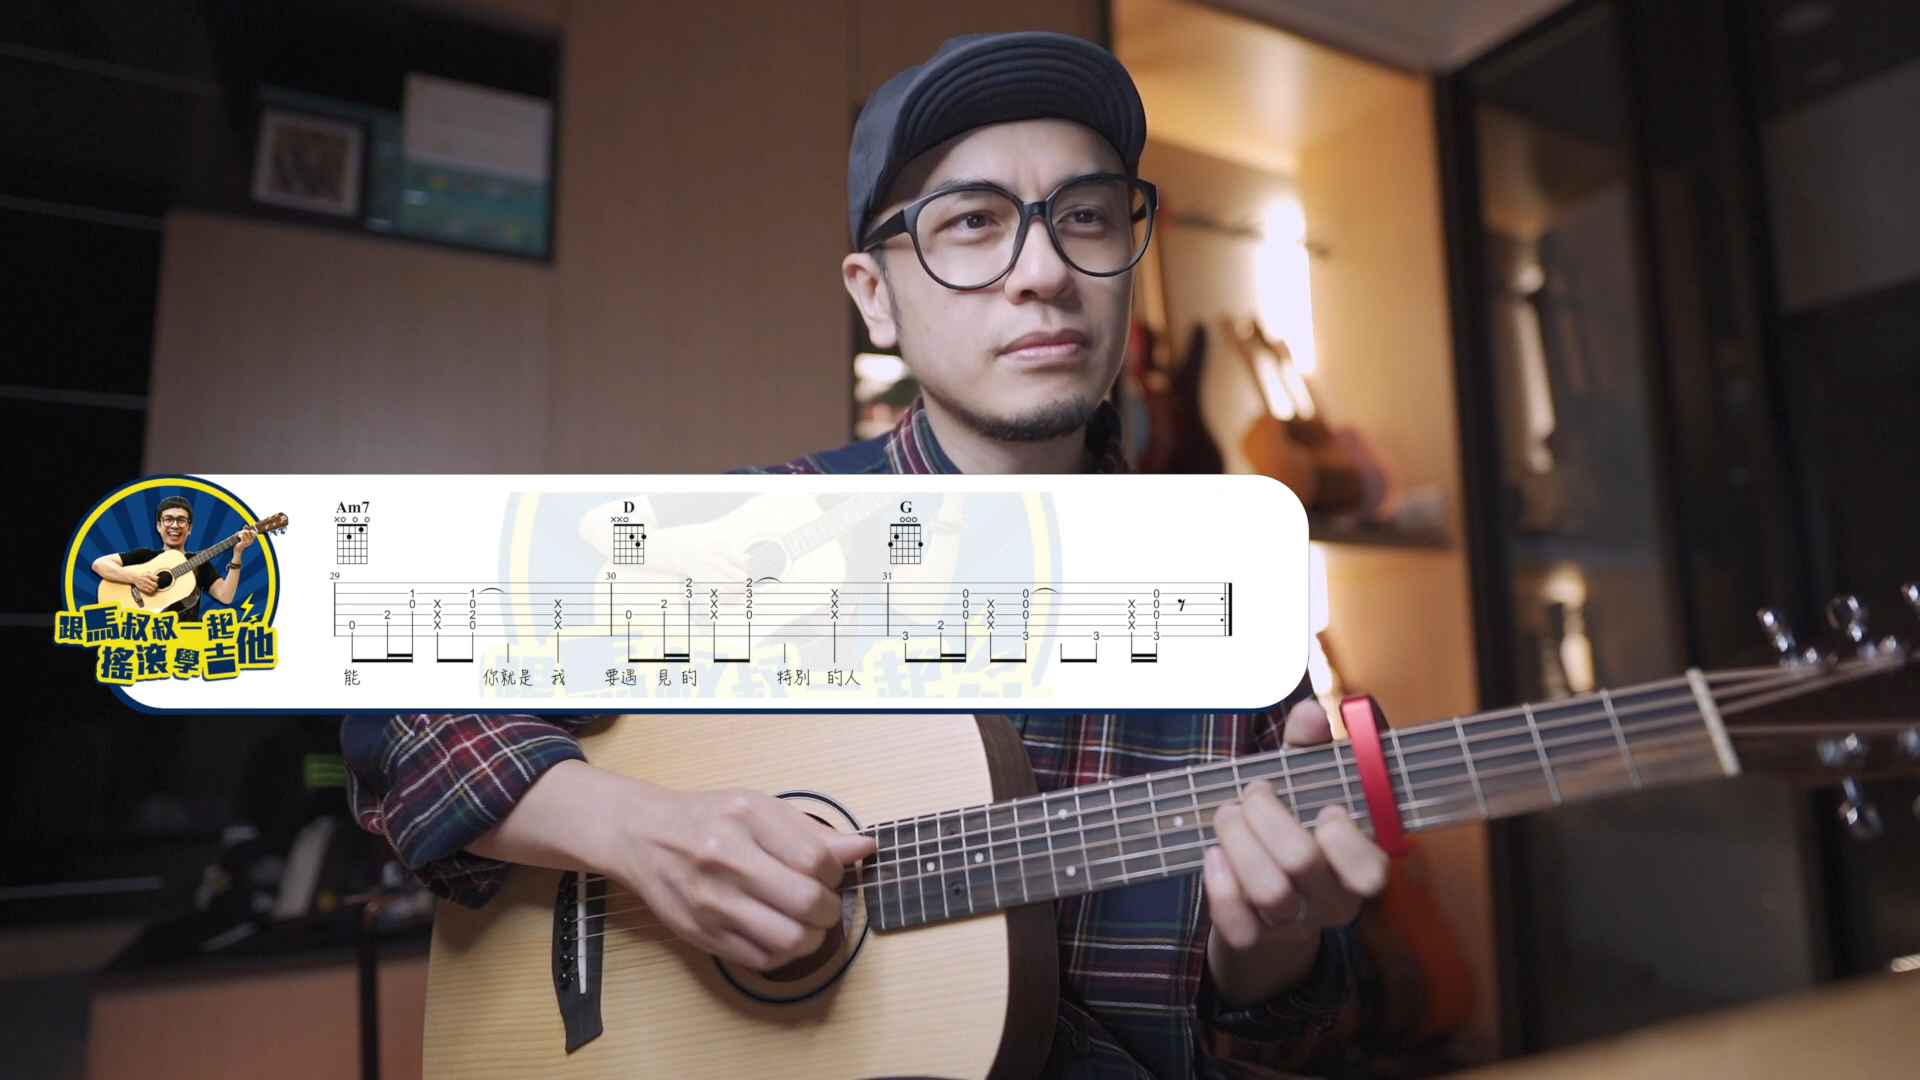 Am7 D G
29 30 31
能 你就是 我 要遇 見 的 特別 的人
跟馬叔叔一起
搖滾學吉他